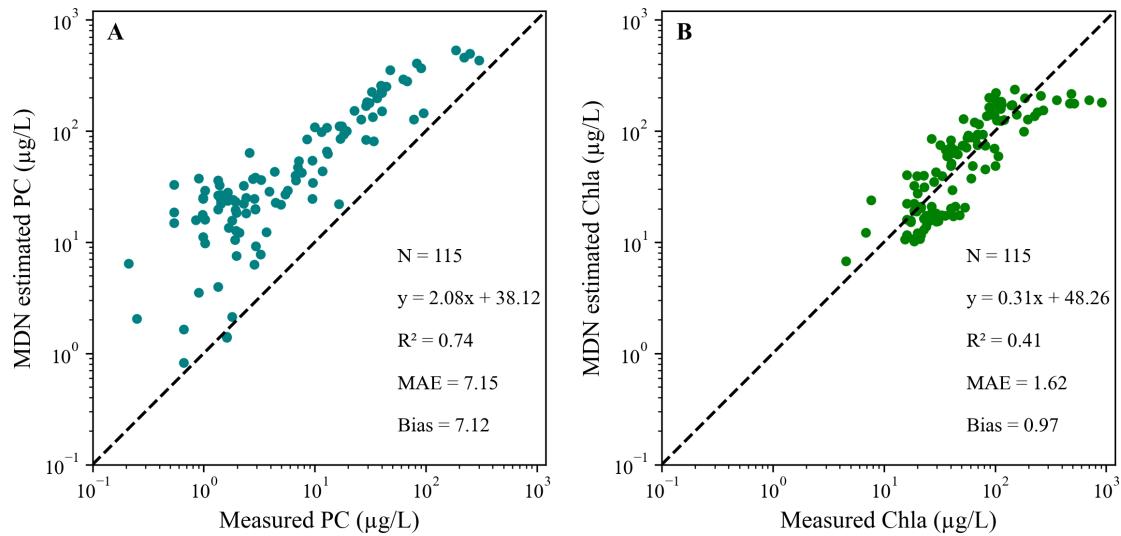 A
MDN estimated PC (µg/L)
10³
10²
10¹
10⁰
10⁻¹
N = 115
y = 2.08x + 38.12
R² = 0.74
MAE = 7.15
Bias = 7.12
10⁻¹ 10⁰ 10¹ 10² 10³
Measured PC (µg/L)
B
MDN estimated Chla (µg/L)
10³
10²
10¹
10⁰
10⁻¹
N = 115
y = 0.31x + 48.26
R² = 0.41
MAE = 1.62
Bias = 0.97
10⁻¹ 10⁰ 10¹ 10² 10³
Measured Chla (µg/L)